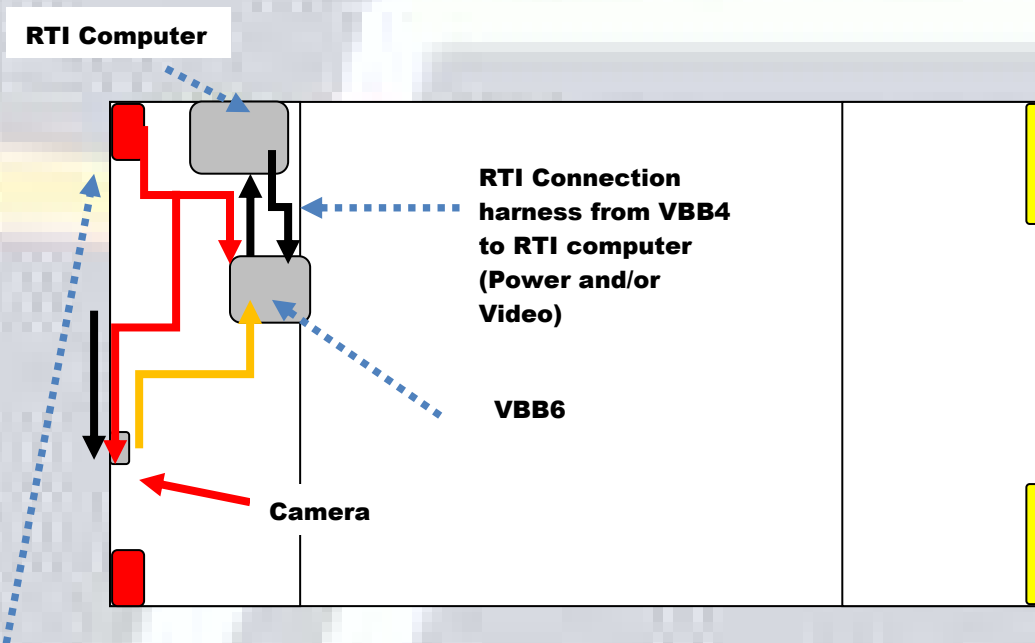 RTI Computer
RTI Connection
harness from VBB4
to RTI computer
(Power and/or
Video)
VBB6
Camera